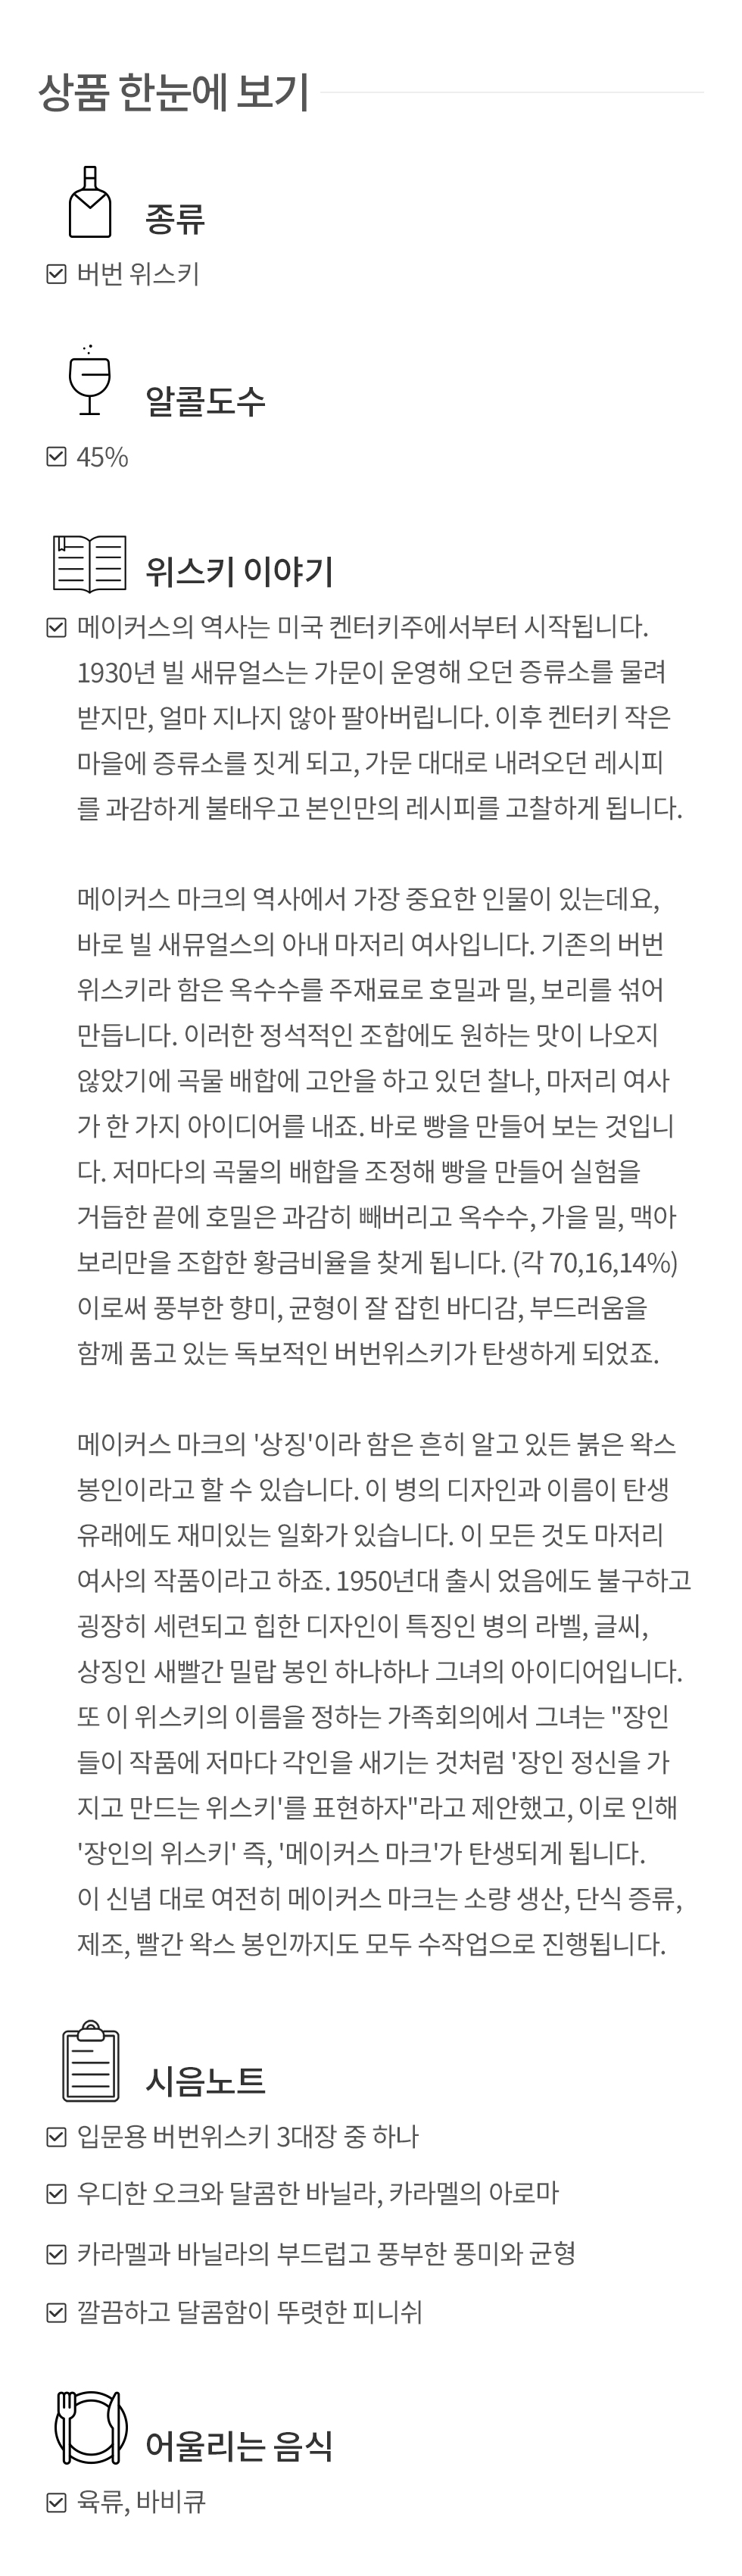 상품 한눈에 보기
종류
버번 위스키
알콜도수
45%
위스키 이야기
메이커스의 역사는 미국 켄터키주에서부터 시작됩니다.
1930년 빌 새뮤얼스는 가문이 운영해 오던 증류소를 물려
받지만, 얼마 지나지 않아 팔아버립니다. 이후 켄터키 작은
마을에 증류소를 짓게 되고, 가문 대대로 내려오던 레시피
를 과감하게 불태우고 본인만의 레시피를 고찰하게 됩니다.
메이커스 마크의 역사에서 가장 중요한 인물이 있는데요,
바로 빌 새뮤얼스의 아내 마저리 여사입니다. 기존의 버번
위스키라 함은 옥수수를 주재료로 호밀과 밀, 보리를 섞어
만듭니다. 이러한 정석적인 조합에도 원하는 맛이 나오지
않았기에 곡물 배합에 고안을 하고 있던 찰나, 마저리 여사
가 한 가지 아이디어를 내죠. 바로 빵을 만들어 보는 것입니
다. 저마다의 곡물의 배합을 조정해 빵을 만들어 실험을
거듭한 끝에 호밀은 과감히 빼버리고 옥수수, 가을 밀, 맥아
보리만을 조합한 황금비율을 찾게 됩니다. (각 70,16,14%)
이로써 풍부한 향미, 균형이 잘 잡힌 바디감, 부드러움을
함께 품고 있는 독보적인 버번위스키가 탄생하게 되었죠.
메이커스 마크의 '상징'이라 함은 흔히 알고 있든 붉은 왁스
봉인이라고 할 수 있습니다. 이 병의 디자인과 이름이 탄생
유래에도 재미있는 일화가 있습니다. 이 모든 것도 마저리
여사의 작품이라고 하죠. 1950년대 출시 었음에도 불구하고
굉장히 세련되고 힙한 디자인이 특징인 병의 라벨, 글씨,
상징인 새빨간 밀랍 봉인 하나하나 그녀의 아이디어입니다.
또 이 위스키의 이름을 정하는 가족회의에서 그녀는 "장인
들이 작품에 저마다 각인을 새기는 것처럼 '장인 정신을 가
지고 만드는 위스키'를 표현하자"라고 제안했고, 이로 인해
'장인의 위스키' 즉, '메이커스 마크'가 탄생되게 됩니다.
이 신념 대로 여전히 메이커스 마크는 소량 생산, 단식 증류,
제조, 빨간 왁스 봉인까지도 모두 수작업으로 진행됩니다.
시음노트
입문용 버번위스키 3대장 중 하나
우디한 오크와 달콤한 바닐라, 카라멜의 아로마
카라멜과 바닐라의 부드럽고 풍부한 풍미와 균형
깔끔하고 달콤함이 뚜렷한 피니쉬
어울리는 음식
육류, 바비큐